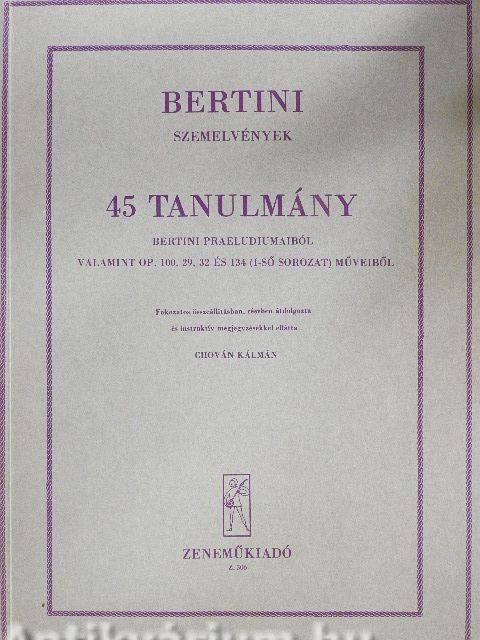 BERTINI
SZEMELVÉNYEK
45 TANULMÁNY
BERTINI PRAELUDIUMAIBÓL
VALAMINT OP. 100, 29, 32 ÉS 134 (I-SŐ SOROZAT) MŰVEIBŐL
Fokozatos összeállításban, részben átdolgozta
és instruktív megjegyzésekkel ellátta
CHOVÁN KÁLMÁN
ZENEMŰKIADÓ
Z. 306
Antikvárium.hu